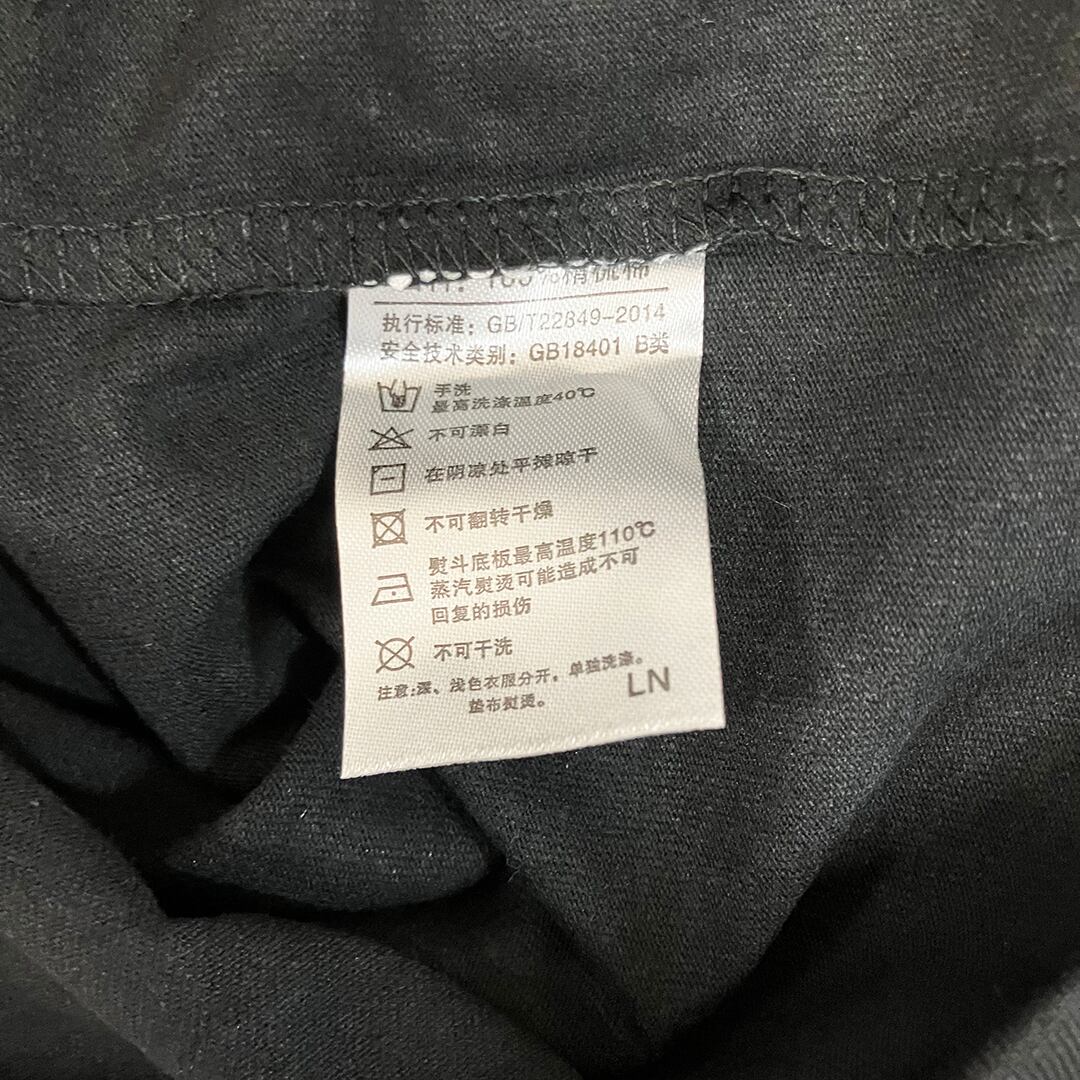 100%精梳棉
执行标准：GB/T22849-2014
安全技术类别：GB18401 B类
手洗
最高洗涤温度40℃
不可漂白
在阴凉处平摊晾干
不可翻转干燥
熨斗底板最高温度110℃
蒸汽熨烫可能造成不可
回复的损伤
不可干洗
注意：深、浅色衣服分开，单独洗涤。
垫布熨烫。
LN